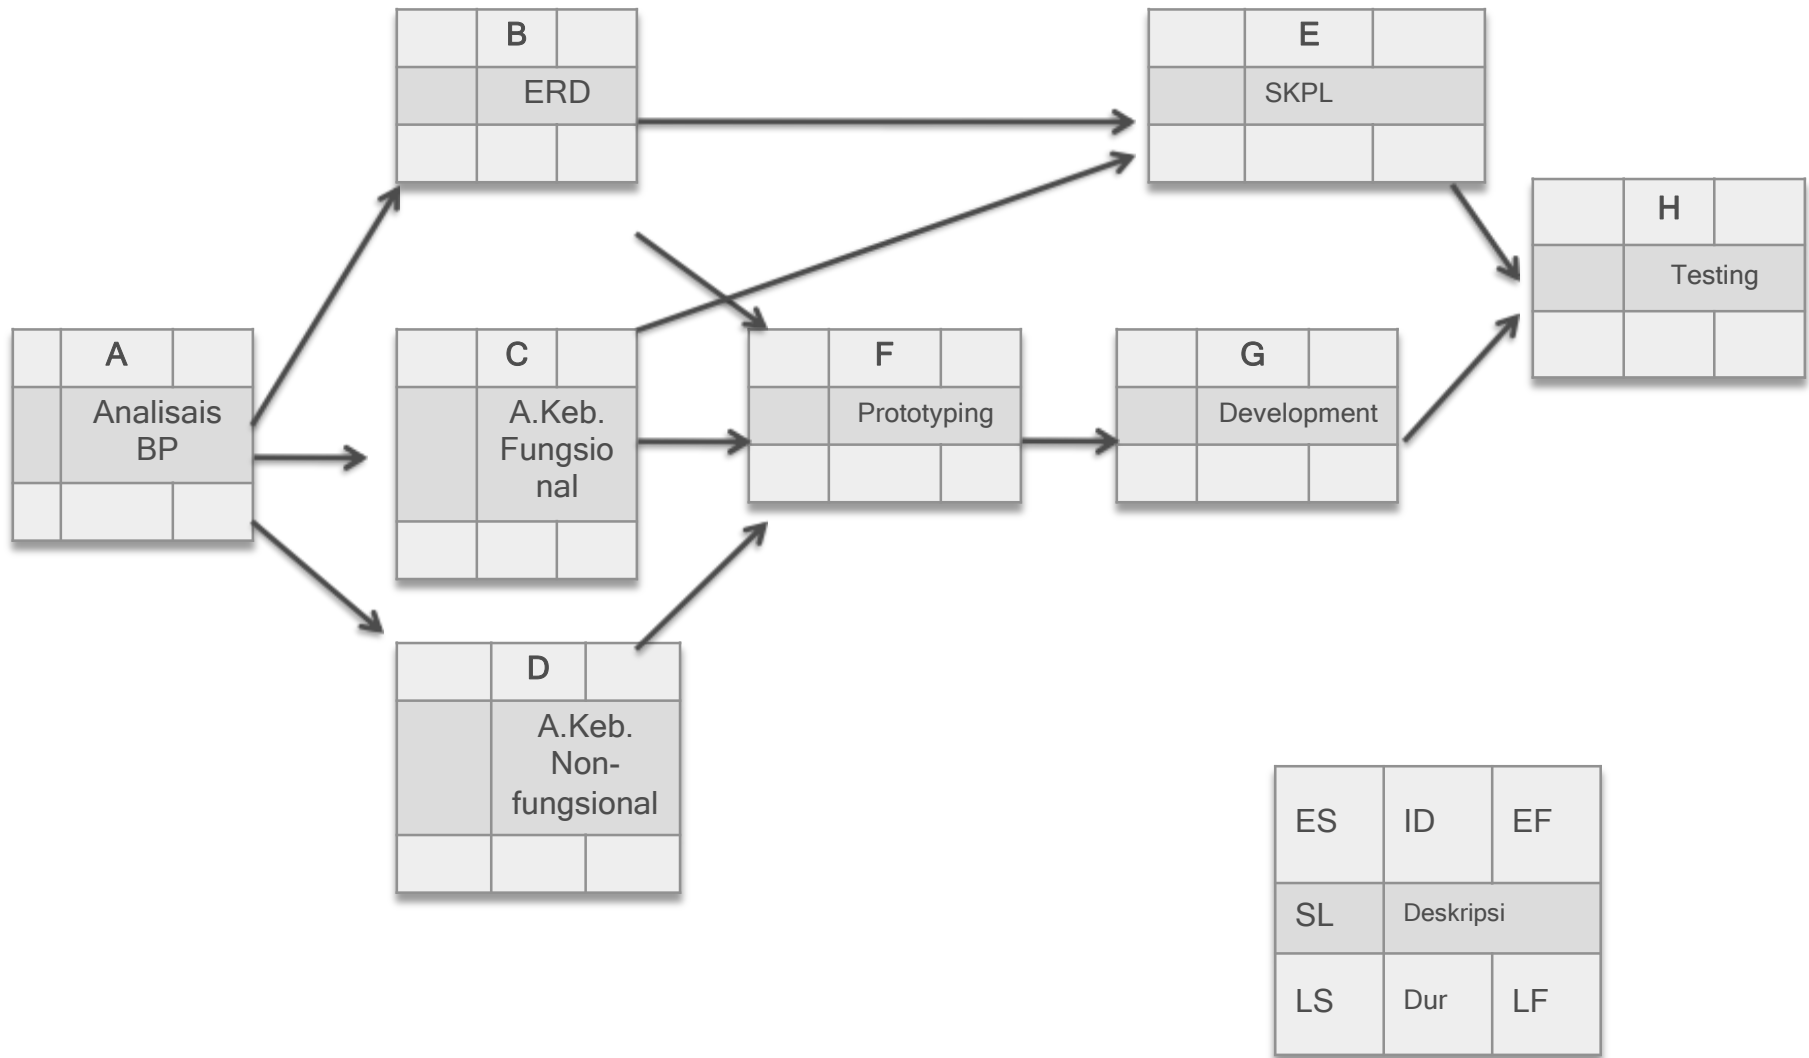 B
ERD
E
SKPL
H
Testing
A
Analisais
BP
C
A.Keb.
Fungsio
nal
F
Prototyping
G
Development
D
A.Keb.
Non-
fungsional
ES ID EF
SL Deskripsi
LS Dur LF